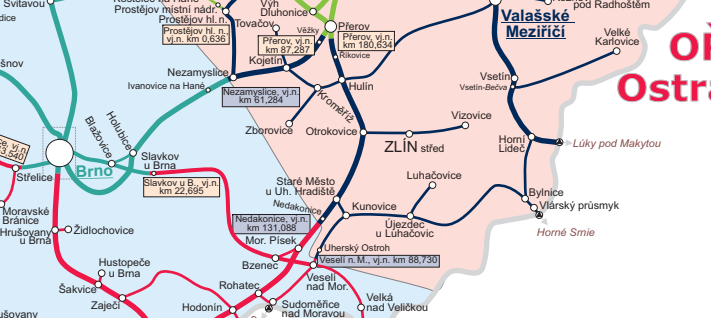 Svitavou
Prostějov místní nádr.
Prostějov hl. n.
Prostějov hl. n.,
vj.n. km 0,636
Tovačov
Výh
Dluhonice
Věžky
Přerov
Přerov, vj.n.
km 180,634
Říkovice
km 87,287
Kojetín
Nezamyslice
Ivanovice na Hané
Nezamyslice, vj.n.
km 61,284
Kroměříž
Hulín
Zborovice
Otrokovice
ZLÍN střed
Vizovice
Valašské
Meziříčí
pod Radhoštěm
Velké
Karlovice
Vsetín
Vsetín-Bečva
Horní
Lideč
Lúky pod Makytou
Bylnice
Vlárský průsmyk
Horné Srnie
Luhačovice
Újezdec
u Luhačovic
Kunovice
Staré Město
u Uh. Hradiště
Nedakonice
Nedakonice, vj.n.
km 131,088
Uherský Ostroh
Veselí n. M., vj.n. km 88,730
Mor. Písek
Bzenec
Veselí
nad Mor.
Velká
nad Veličkou
Sudoměřice
nad Moravou
Rohatec
Hodonín
Zaječí
Šakvice
Hustopeče
u Brna
Židlochovice
Hrušovany
u Brna
Moravské
Bránice
Střelice
Brno
Blažovice
Holubice
Slavkov
u Brna
Slavkov u B., vj.n.
km 22,695
Ostr